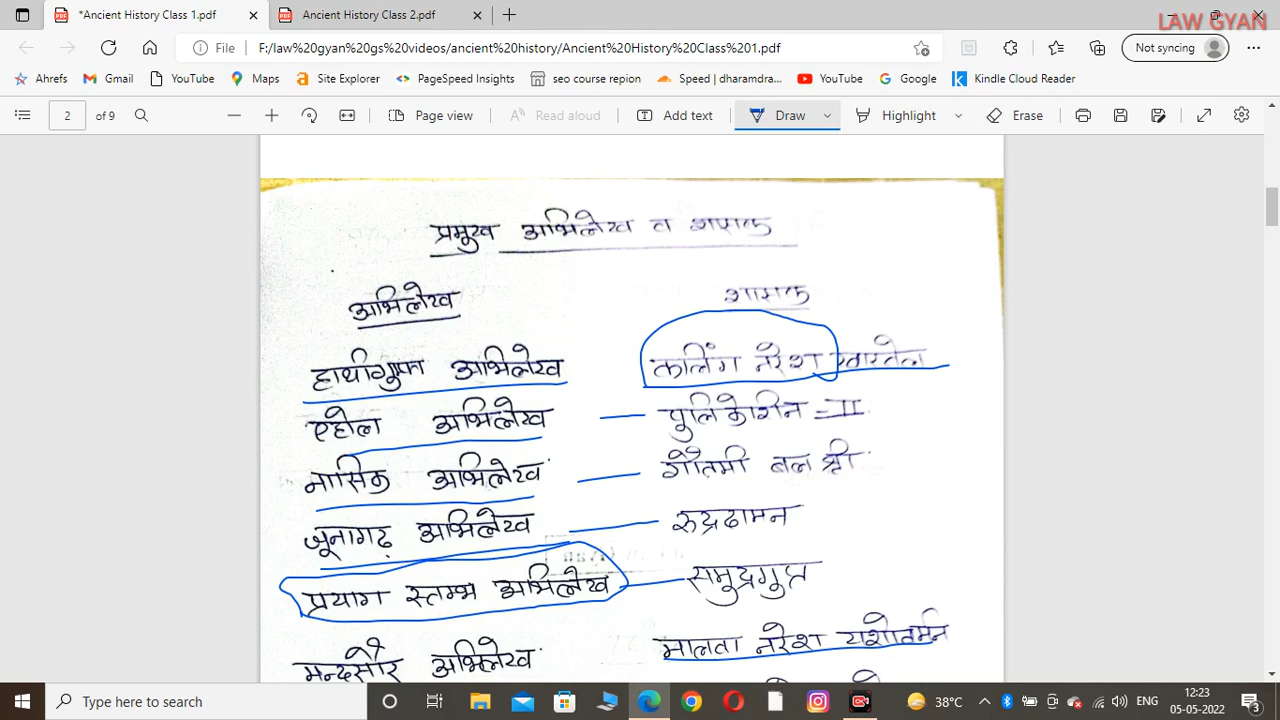 *Ancient History Class 1.pdf
Ancient History Class 2.pdf
LAW GYAN
File F:/law%20gyan%20gs%20videos/ancient%20history/Ancient%20History%20Class%201.pdf
Not syncing
Ahrefs Gmail YouTube Maps Site Explorer PageSpeed Insights seo course repion Speed | dharamdra... YouTube Google Kindle Cloud Reader
2 of 9 Page view Read aloud Add text Draw Highlight Erase
प्रमुख अभिलेख व शासक
अभिलेख शासक
हाथीगुफा अभिलेख कलिंग नरेश खारवेल
एहोल अभिलेख — पुलिकेशिन =II
नासिक अभिलेख — गौतमी बल श्री
जूनागढ़ अभिलेख — रुद्रदामन
प्रयाग स्तम्भ अभिलेख — समुद्रगुप्त
मन्दसौर अभिलेख मालवा नरेश यशोवर्मन
Type here to search
38°C
ENG
12:23
05-05-2022
3